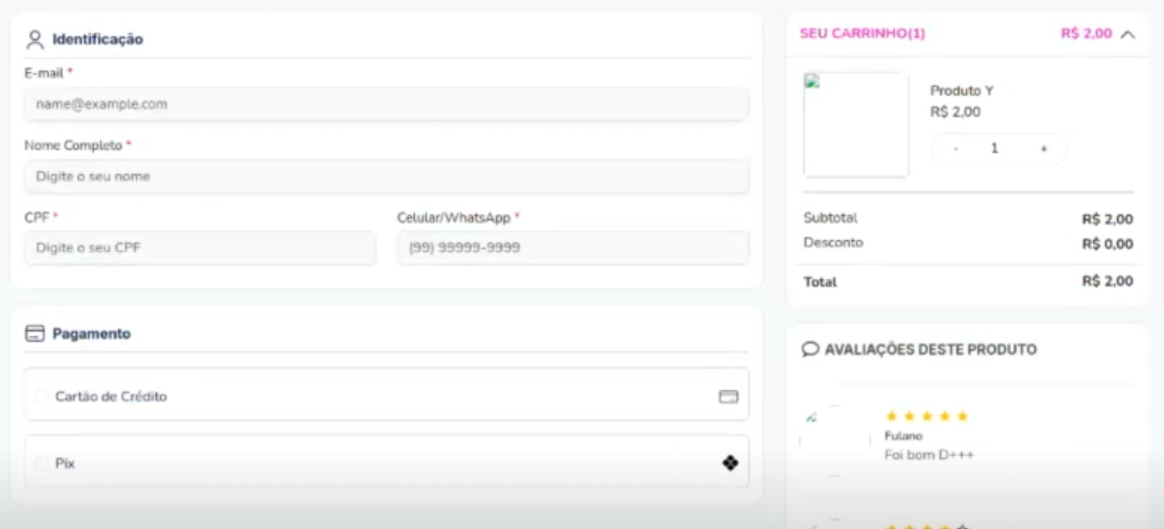 Identificação
E-mail *
name@example.com
Nome Completo *
Digite o seu nome
CPF *
Celular/WhatsApp *
Digite o seu CPF
(99) 99999-9999
Pagamento
Cartão de Crédito
Pix
SEU CARRINHO(1)
R$ 2,00
Produto Y
R$ 2,00
- 1 +
Subtotal R$ 2,00
Desconto R$ 0,00
Total R$ 2,00
AVALIAÇÕES DESTE PRODUTO
Fulano
Foi bom D+++